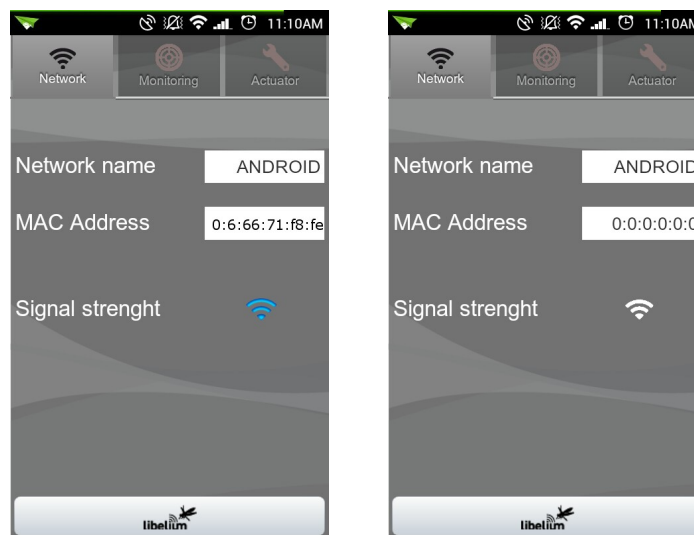 11:10AM
Network Monitoring Actuator
Network name ANDROID
MAC Address 0:6:66:71:f8:fe
Signal strenght
libelium
11:10AM
Network Monitoring Actuator
Network name ANDROID
MAC Address 0:0:0:0:0:0
Signal strenght
libelium